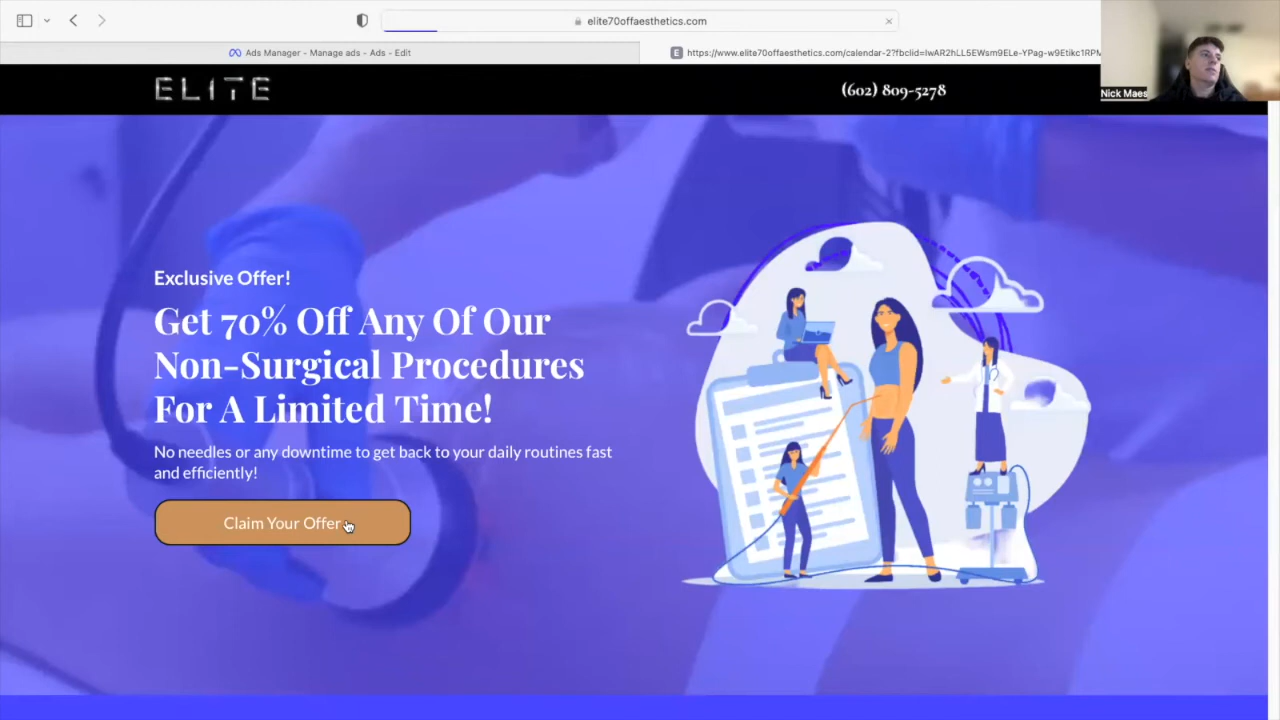 elite70offaesthetics.com
Ads Manager - Manage ads - Ads - Edit
E https://www.elite70offaesthetics.com/calendar-2?fbclid=IwAR2hLL5EWsm9ELe-YPag-w9Etikc1RPM
Nick Maes
ELITE
(602) 809-5278
Exclusive Offer!
Get 70% Off Any Of Our
Non-Surgical Procedures
For A Limited Time!
No needles or any downtime to get back to your daily routines fast
and efficiently!
Claim Your Offer